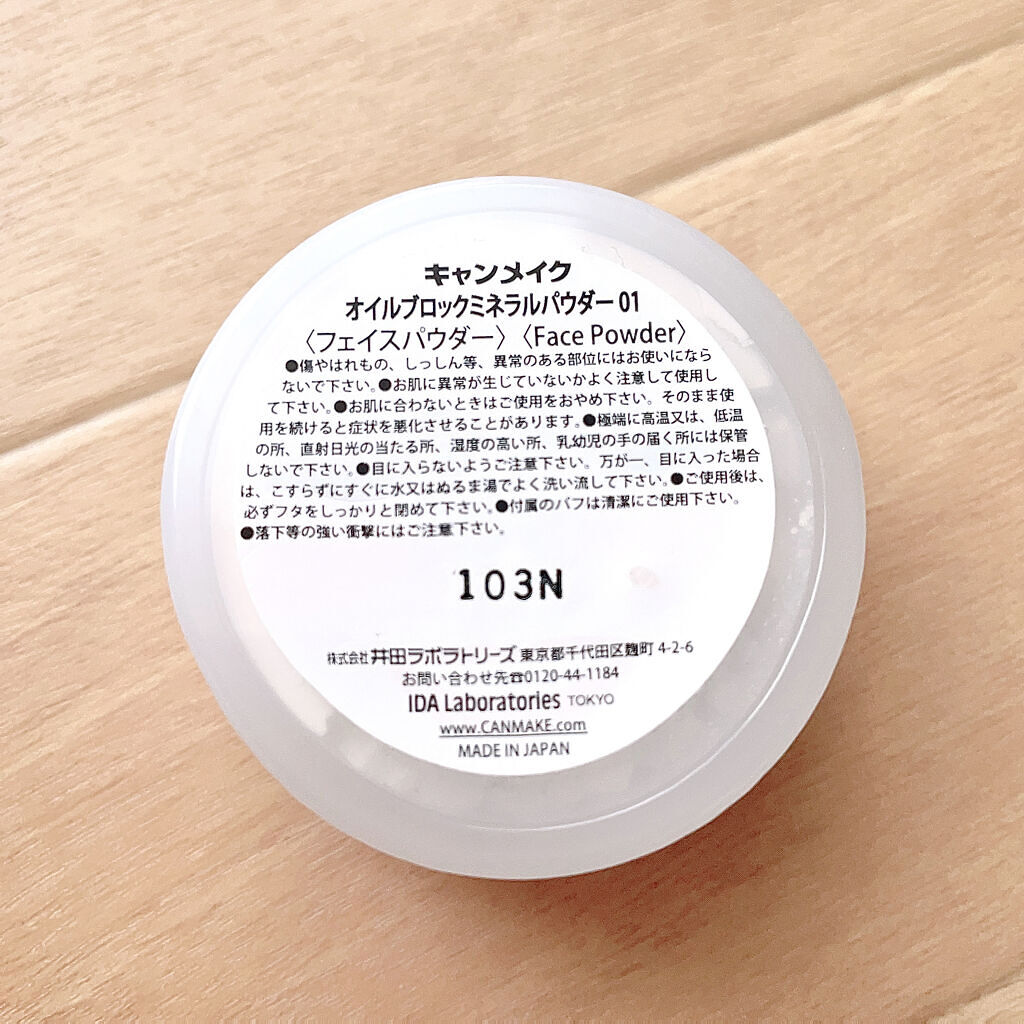 キャンメイク
オイルブロックミネラルパウダー 01
〈フェイスパウダー〉〈Face Powder〉
●傷やはれもの、しっしん等、異常のある部位にはお使いになら
ないで下さい。●お肌に異常が生じていないかよく注意して使用し
て下さい。●お肌に合わないときはご使用をおやめ下さい。そのまま使
用を続けると症状を悪化させることがあります。●極端に高温又は、低温
の所、直射日光の当たる所、湿度の高い所、乳幼児の手の届く所には保管
しないで下さい。●目に入らないようご注意下さい。万が一、目に入った場合
は、こすらずにすぐに水又はぬるま湯でよく洗い流して下さい。●ご使用後は、
必ずフタをしっかりと閉めて下さい。●付属のパフは清潔にご使用下さい。
●落下等の強い衝撃にはご注意下さい。
103N
株式会社 井田ラボラトリーズ 東京都千代田区麹町 4-2-6
お問い合わせ先☎0120-44-1184
IDA Laboratories TOKYO
www.CANMAKE.com
MADE IN JAPAN